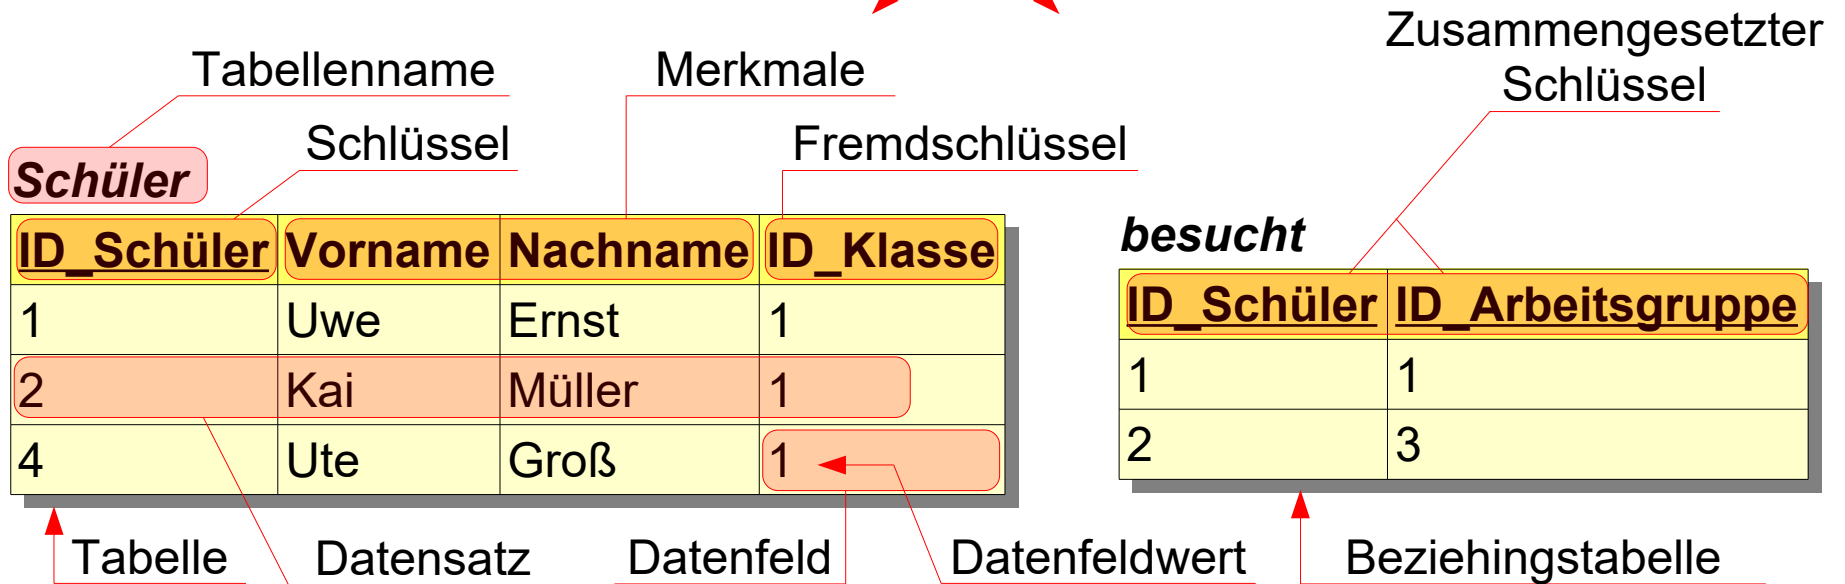 Zusammengesetzter
Schlüssel
Tabellenname
Merkmale
Schlüssel
Fremdschlüssel
Schüler
ID_Schüler Vorname Nachname ID_Klasse
1 Uwe Ernst 1
2 Kai Müller 1
4 Ute Groß 1
besucht
ID_Schüler ID_Arbeitsgruppe
1 1
2 3
Tabelle Datensatz Datenfeld Datenfeldwert Beziehingstabelle